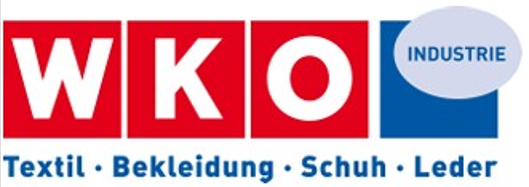 WKO
INDUSTRIE
Textil · Bekleidung · Schuh · Leder